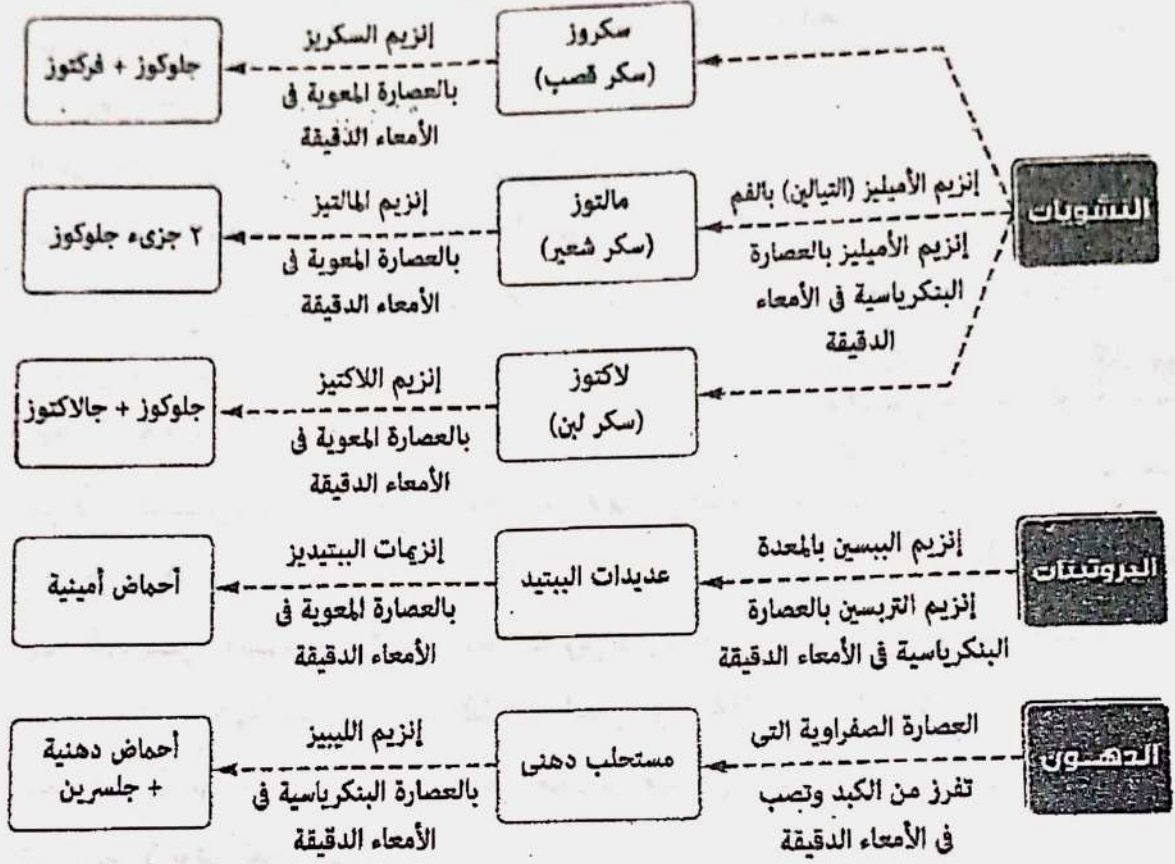 النشويات
سكروز
(سكر قصب)
إنزيم السكريز
بالعصارة المعوية فى
الأمعاء الدقيقة
جلوكوز + فركتوز
إنزيم الأميليز (التيالين) بالفم
إنزيم الأميليز بالعصارة
البنكرياسية فى الأمعاء
الدقيقة
مالتوز
(سكر شعير)
إنزيم المالتيز
بالعصارة المعوية فى
الأمعاء الدقيقة
٢ جزىء جلوكوز
لاكتوز
(سكر لبن)
إنزيم اللاكتيز
بالعصارة المعوية فى
الأمعاء الدقيقة
جلوكوز + جالاكتوز
البروتينات
إنزيم الببسين بالمعدة
إنزيم التربسين بالعصارة
البنكرياسية فى الأمعاء الدقيقة
عديدات الببتيد
إنزيمات الببتيديز
بالعصارة المعوية فى
الأمعاء الدقيقة
أحماض أمينية
الدهون
العصارة الصفراوية التى
تفرز من الكبد وتصب
فى الأمعاء الدقيقة
مستحلب دهنى
إنزيم الليبيز
بالعصارة البنكرياسية فى
الأمعاء الدقيقة
أحماض دهنية
+ جلسرين